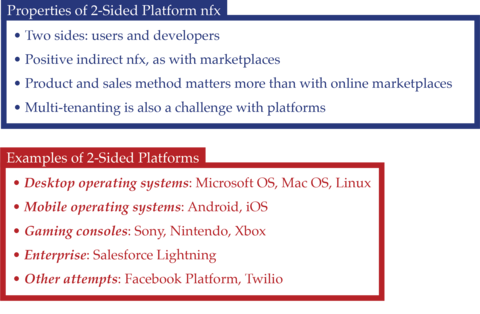 Properties of 2-Sided Platform nfx
• Two sides: users and developers
• Positive indirect nfx, as with marketplaces
• Product and sales method matters more than with online marketplaces
• Multi-tenanting is also a challenge with platforms
Examples of 2-Sided Platforms
• Desktop operating systems: Microsoft OS, Mac OS, Linux
• Mobile operating systems: Android, iOS
• Gaming consoles: Sony, Nintendo, Xbox
• Enterprise: Salesforce Lightning
• Other attempts: Facebook Platform, Twilio